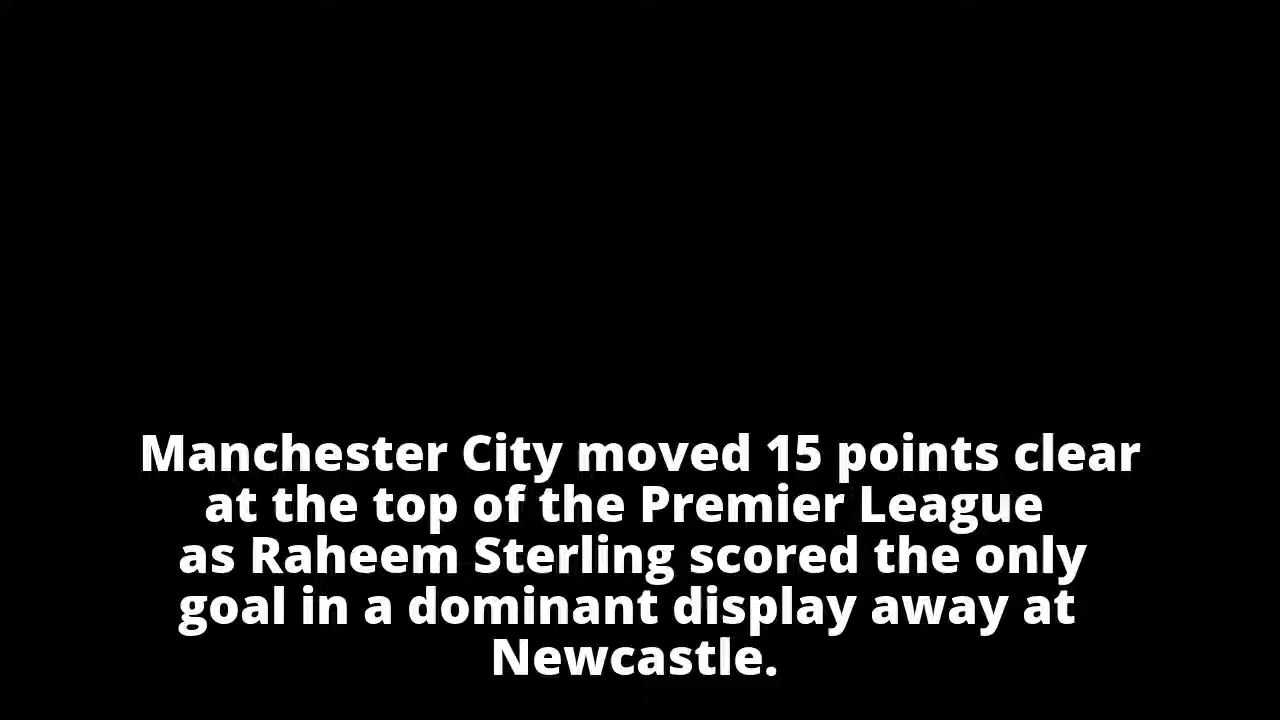 Manchester City moved 15 points clear
at the top of the Premier League
as Raheem Sterling scored the only
goal in a dominant display away at
Newcastle.